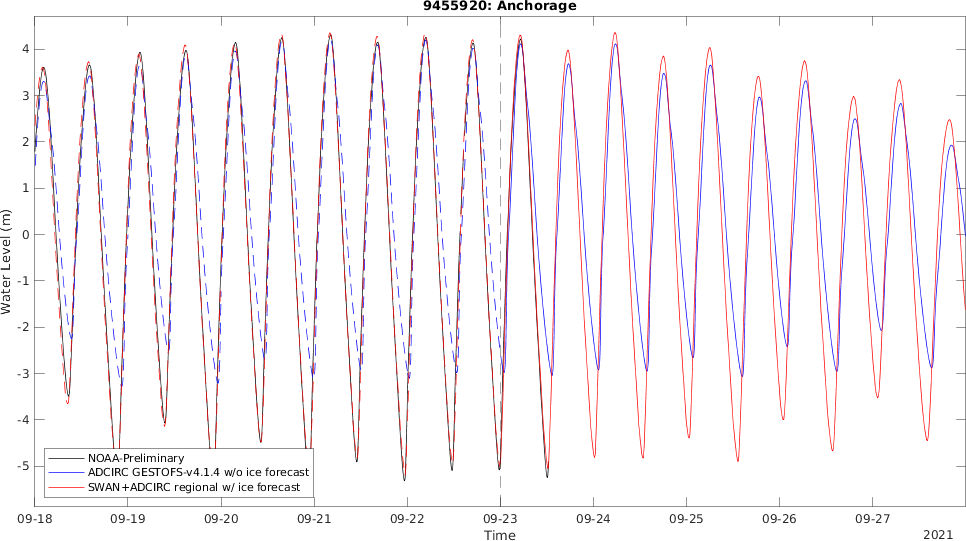 9455920: Anchorage
Water Level (m)
4
3
2
1
0
-1
-2
-3
-4
-5
NOAA-Preliminary
ADCIRC GESTOFS-v4.1.4 w/o ice forecast
SWAN+ADCIRC regional w/ ice forecast
09-18 09-19 09-20 09-21 09-22 09-23 09-24 09-25 09-26 09-27
Time
2021